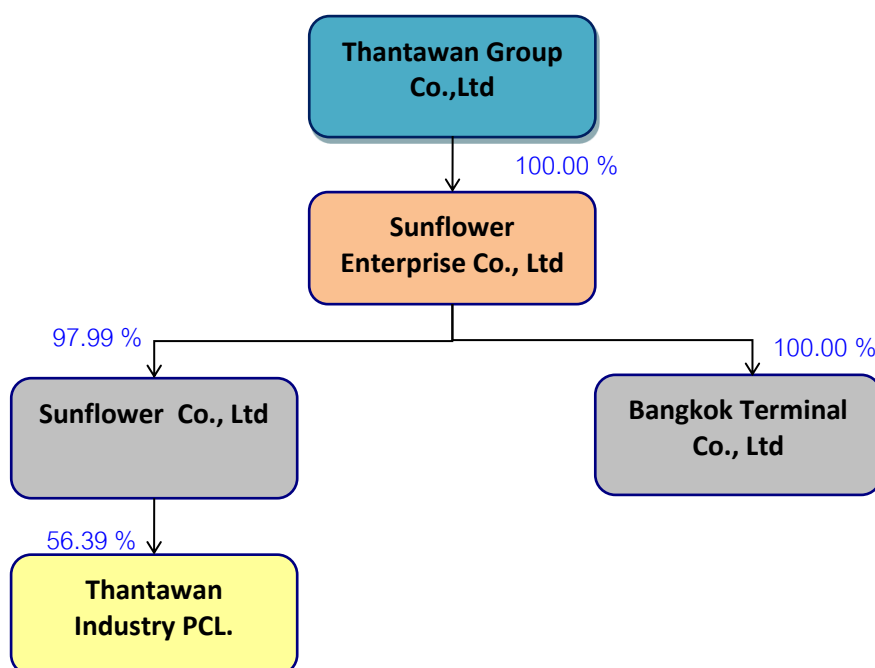 Thantawan Group
Co.,Ltd
100.00 %
Sunflower
Enterprise Co., Ltd
97.99 %
100.00 %
Sunflower Co., Ltd
Bangkok Terminal
Co., Ltd
56.39 %
Thantawan
Industry PCL.